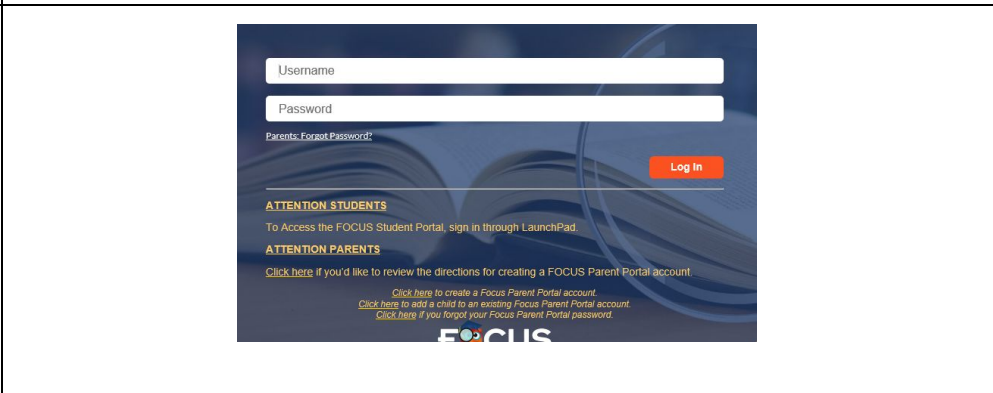 Username
Password
Parents: Forgot Password?
Log In
ATTENTION STUDENTS
To Access the FOCUS Student Portal, sign in through LaunchPad.
ATTENTION PARENTS
Click here if you'd like to review the directions for creating a FOCUS Parent Portal account.
Click here to create a Focus Parent Portal account.
Click here to add a child to an existing Focus Parent Portal account.
Click here if you forgot your Focus Parent Portal password.
FOCUS